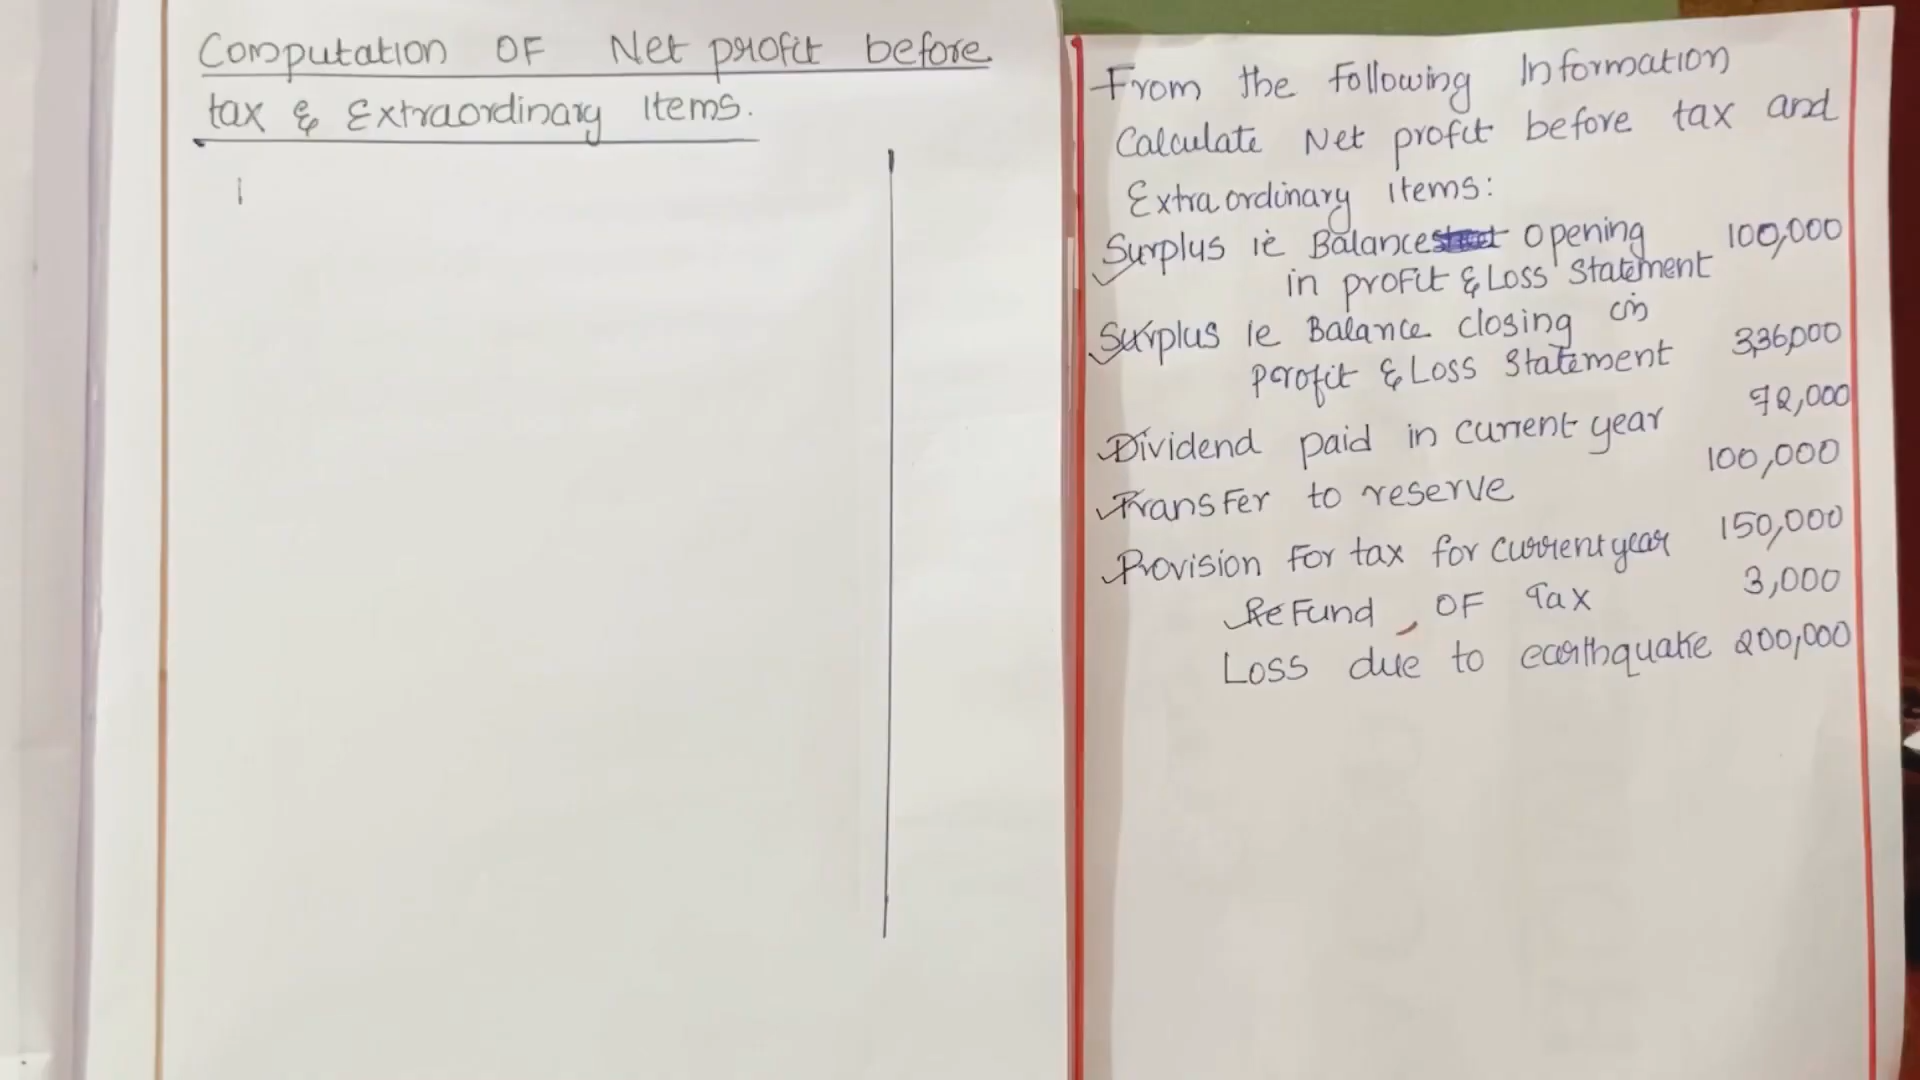 Computation OF Net profit before
tax & Extraordinary Items.
From the Following Information
Calculate Net profit before tax and
Extra ordinary items:
Surplus ie Balance Opening 100,000
in profit & Loss Statement
Surplus ie Balance closing in
profit & Loss Statement 336,000
Dividend paid in current year 72,000
Transfer to reserve 100,000
Provision For tax for current year 150,000
ReFund OF Tax 3,000
Loss due to earthquake 200,000